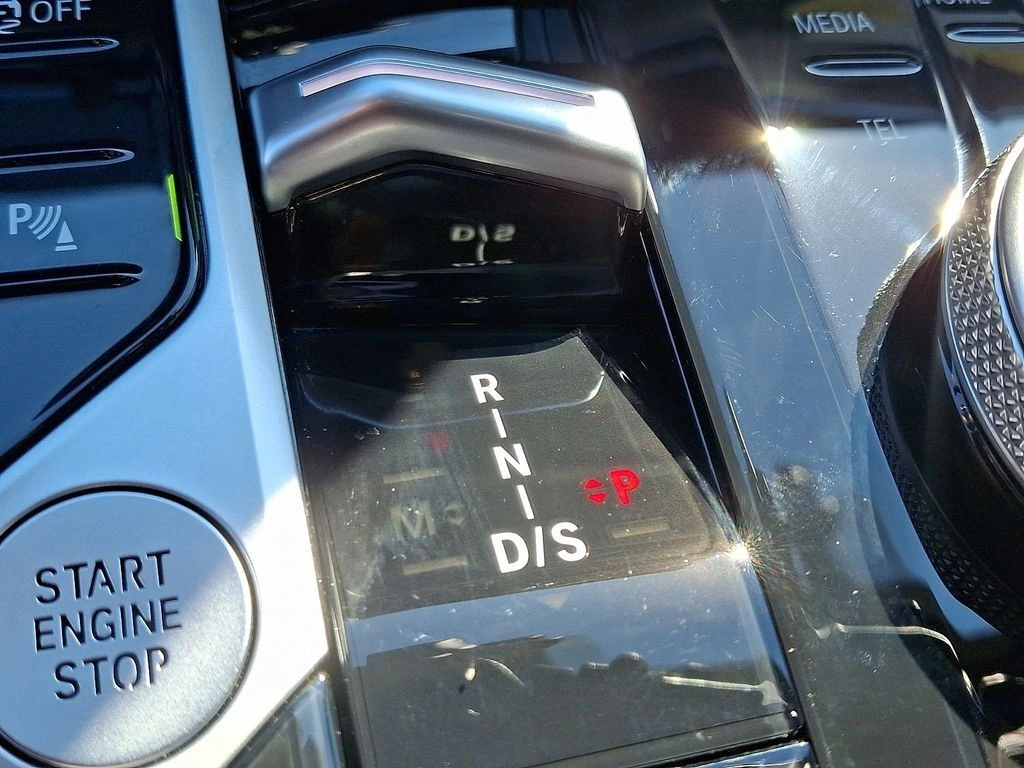 OFF
MEDIA
TEL
P
D/S
R
N
P
M
D/S
START
ENGINE
STOP